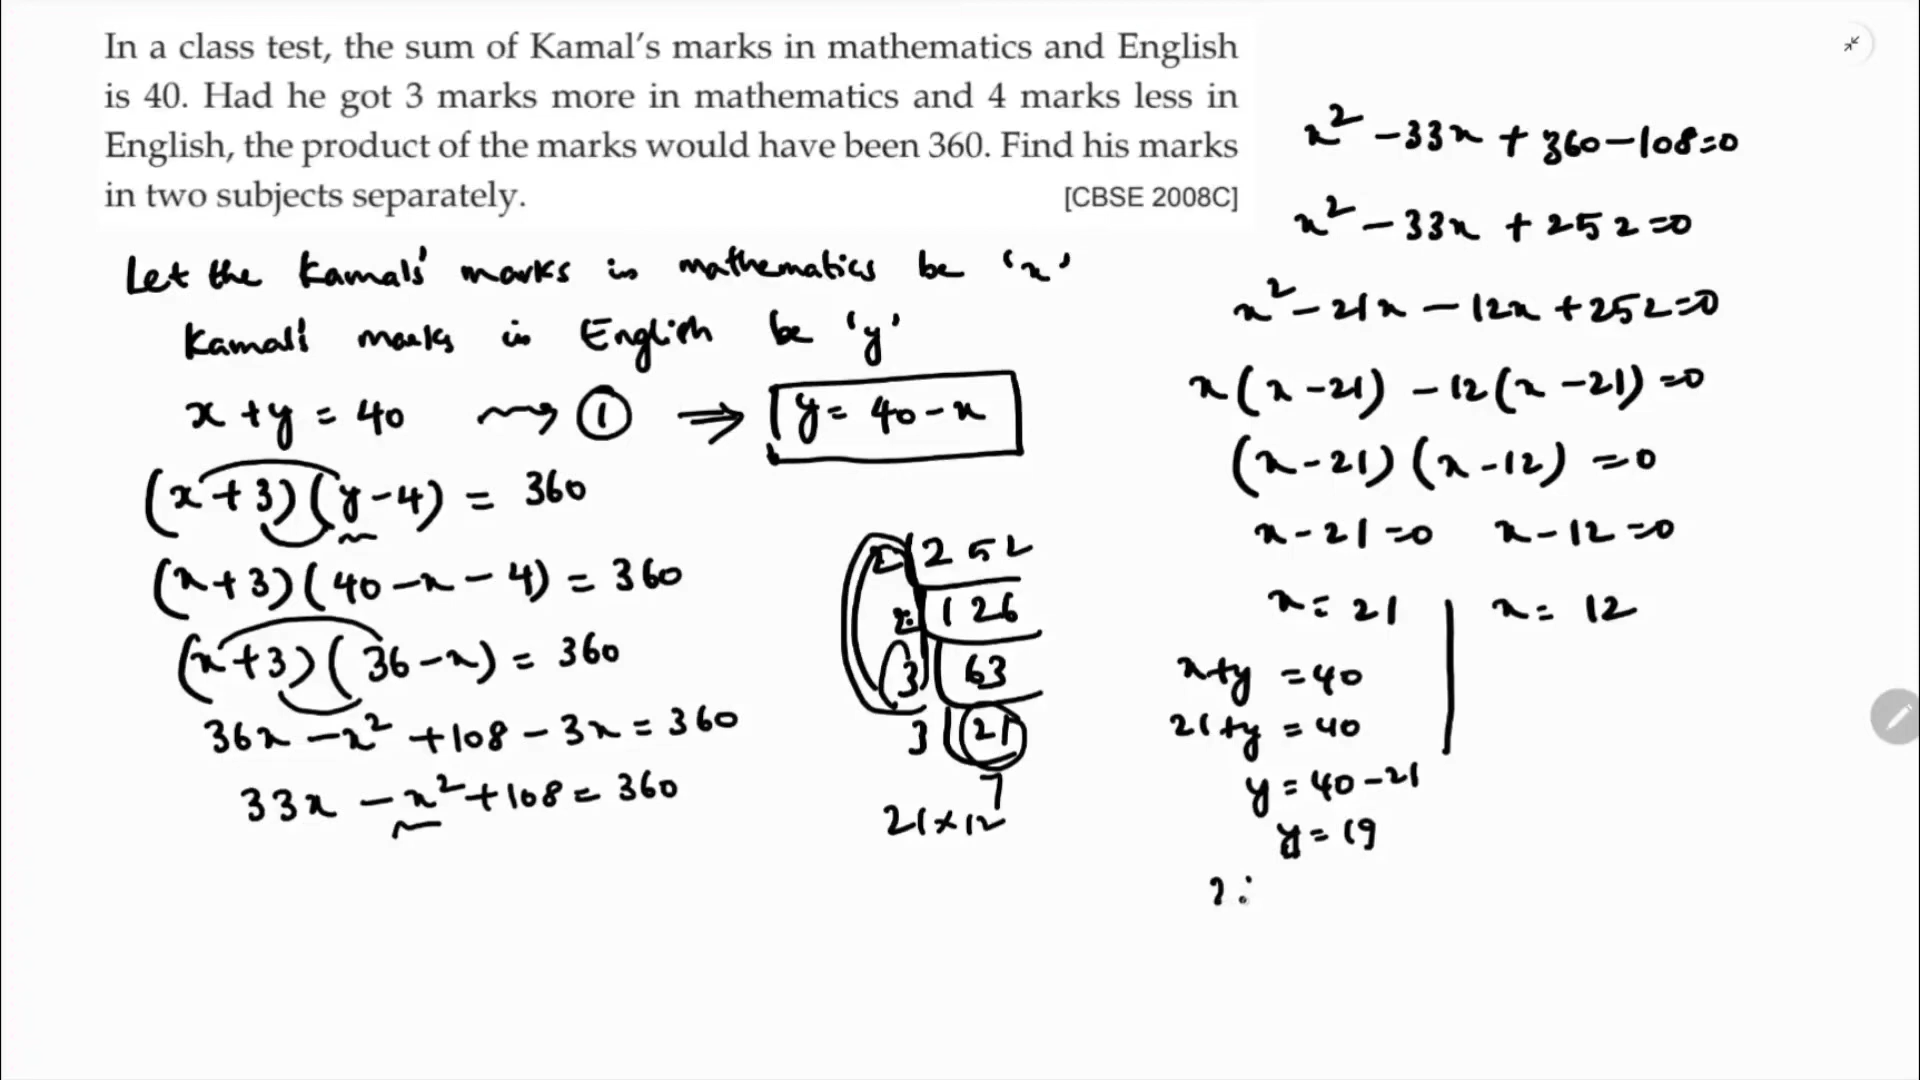 In a class test, the sum of Kamal's marks in mathematics and English
is 40. Had he got 3 marks more in mathematics and 4 marks less in
English, the product of the marks would have been 360. Find his marks
in two subjects separately. [CBSE 2008C]
Let the Kamals' marks in mathematics be 'x'
Kamal's marks in English be 'y'
x + y = 40 ⇝ ① ⇒ y = 40 - x
(x + 3)(y - 4) = 360
(x + 3)(40 - x - 4) = 360
(x + 3)(36 - x) = 360
36x - x² + 108 - 3x = 360
33x - x² + 108 = 360
2 | 252
2 | 126
3 | 63
3 | 21
7
21 × 12
x² - 33x + 360 - 108 = 0
x² - 33x + 252 = 0
x² - 21x - 12x + 252 = 0
x(x - 21) - 12(x - 21) = 0
(x - 21)(x - 12) = 0
x - 21 = 0 x - 12 = 0
x = 21 x = 12
x + y = 40
21 + y = 40
y = 40 - 21
y = 19